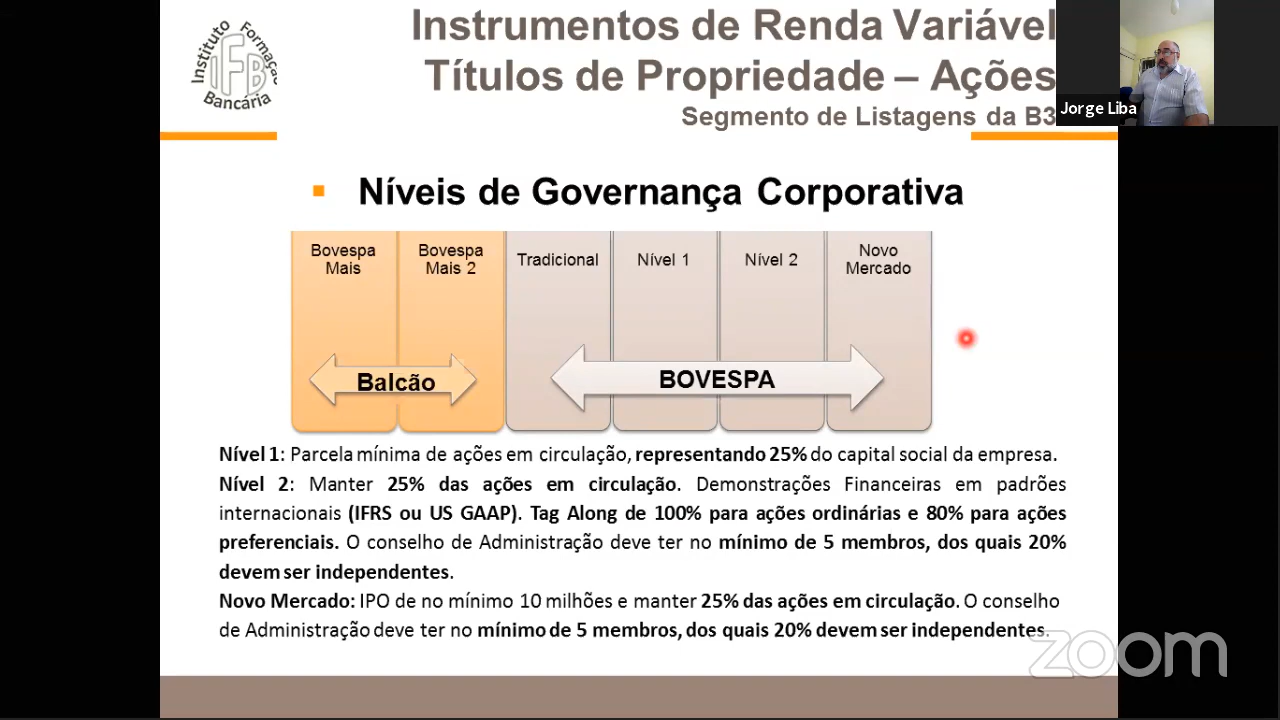 Instituto Formação
IFB
Bancária
Instrumentos de Renda Variável
Títulos de Propriedade – Ações
Segmento de Listagens da B3
Jorge Liba
▪ Níveis de Governança Corporativa
Bovespa Mais
Bovespa Mais 2
Tradicional
Nível 1
Nível 2
Novo Mercado
Balcão
BOVESPA
Nível 1: Parcela mínima de ações em circulação, representando 25% do capital social da empresa.
Nível 2: Manter 25% das ações em circulação. Demonstrações Financeiras em padrões
internacionais (IFRS ou US GAAP). Tag Along de 100% para ações ordinárias e 80% para ações
preferenciais. O conselho de Administração deve ter no mínimo de 5 membros, dos quais 20%
devem ser independentes.
Novo Mercado: IPO de no mínimo 10 milhões e manter 25% das ações em circulação. O conselho
de Administração deve ter no mínimo de 5 membros, dos quais 20% devem ser independentes.
zoom